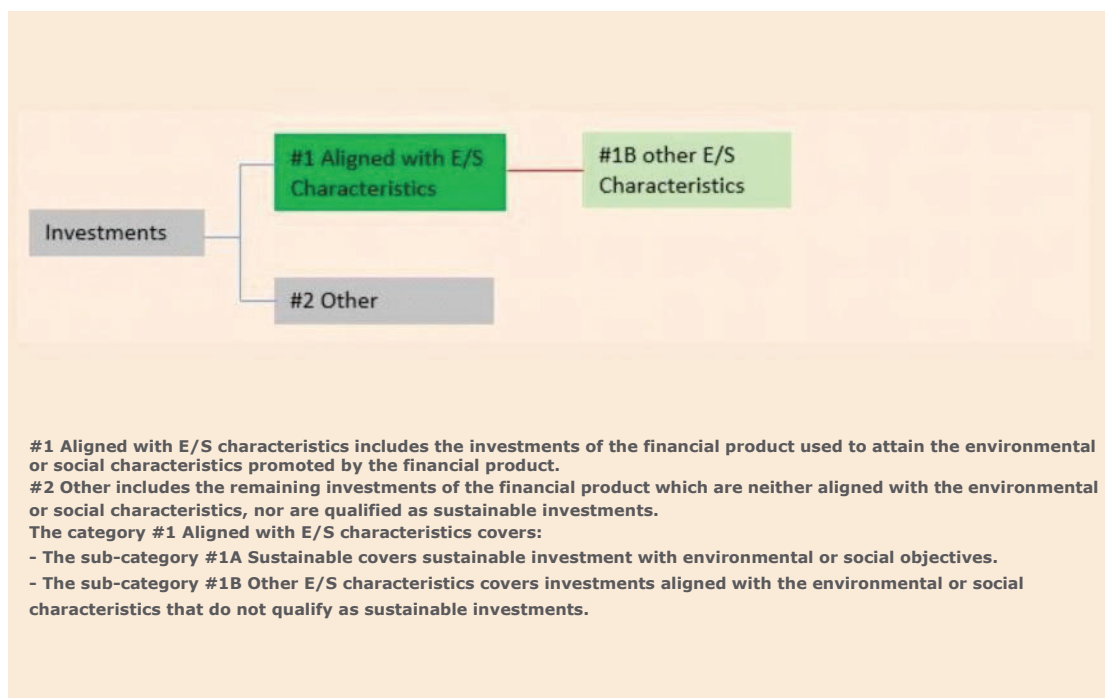 #1 Aligned with E/S
Characteristics
#1B other E/S
Characteristics
Investments
#2 Other
#1 Aligned with E/S characteristics includes the investments of the financial product used to attain the environmental
or social characteristics promoted by the financial product.
#2 Other includes the remaining investments of the financial product which are neither aligned with the environmental
or social characteristics, nor are qualified as sustainable investments.
The category #1 Aligned with E/S characteristics covers:
- The sub-category #1A Sustainable covers sustainable investment with environmental or social objectives.
- The sub-category #1B Other E/S characteristics covers investments aligned with the environmental or social
characteristics that do not qualify as sustainable investments.